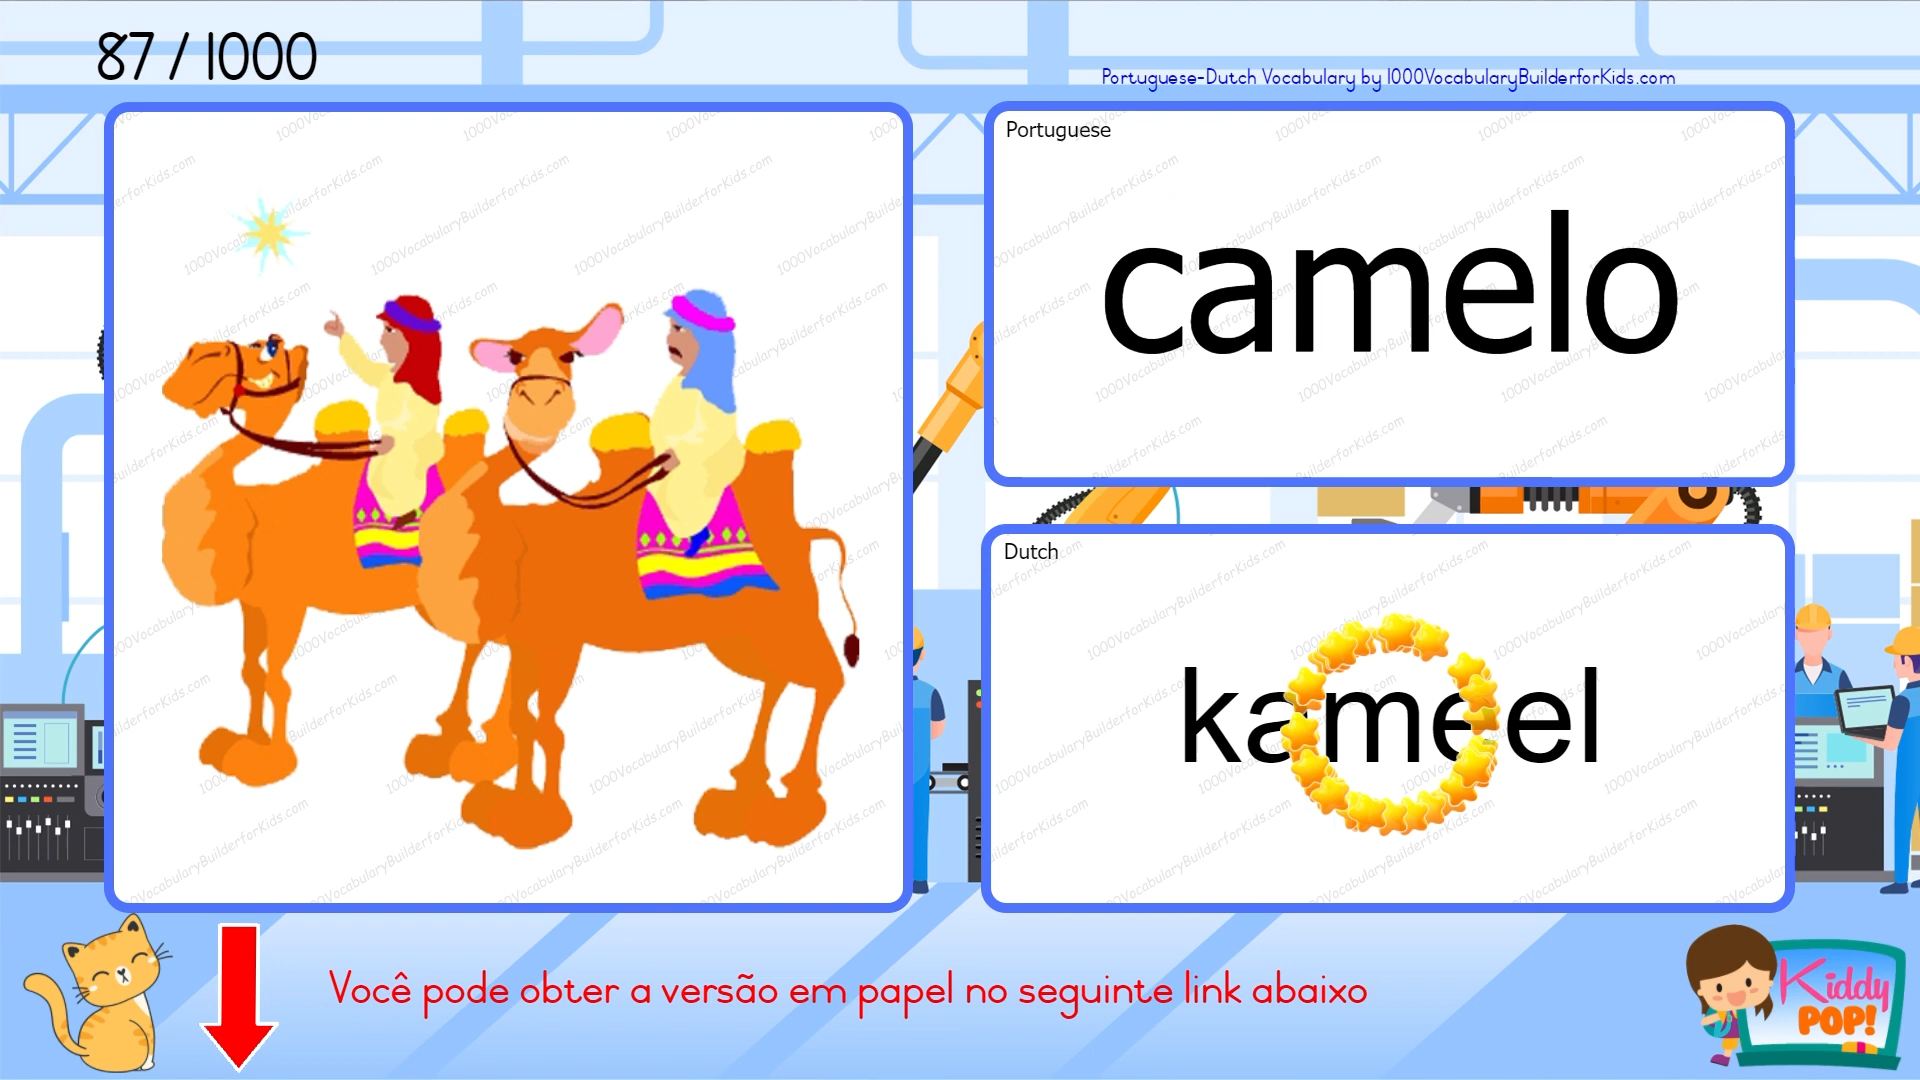 87 / 1000
Portuguese-Dutch Vocabulary by 1000VocabularyBuilderforKids.com
Portuguese
camelo
Dutch
kameel
Você pode obter a versão em papel no seguinte link abaixo
Kiddy
POP!